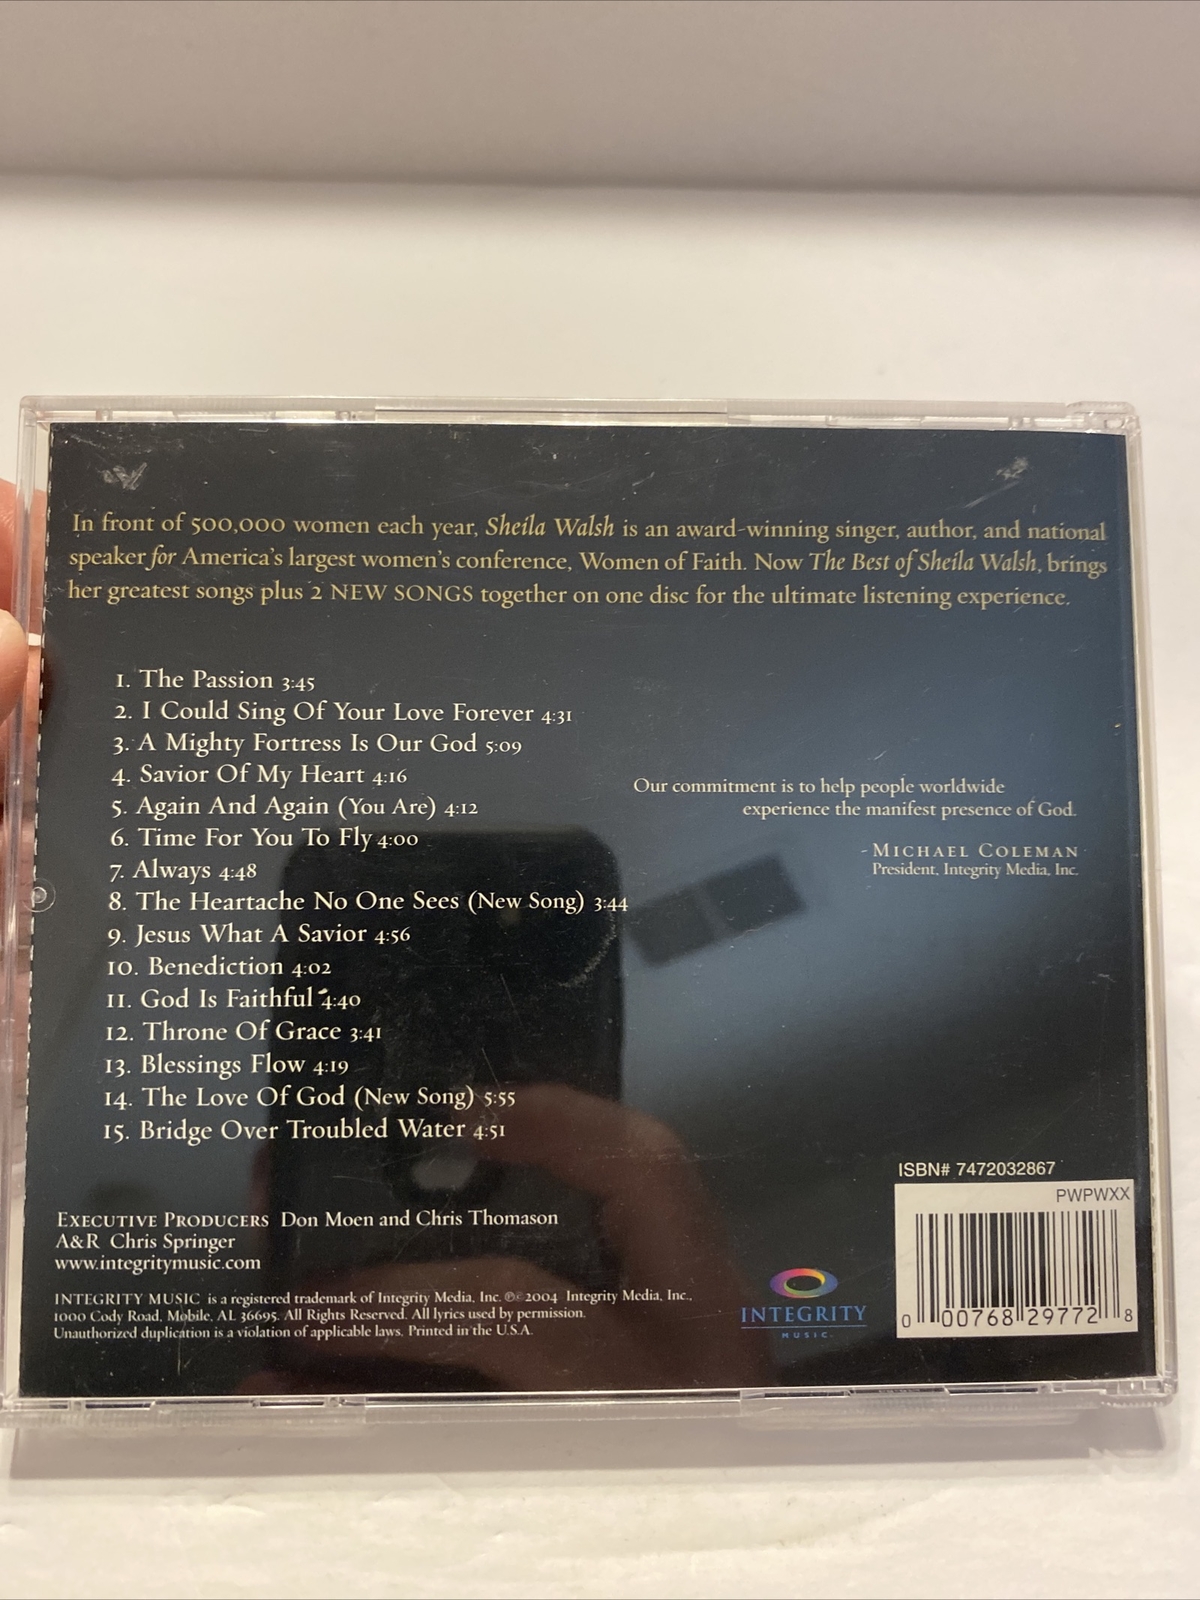 In front of 500,000 women each year, Sheila Walsh is an award-winning singer, author, and national
speaker for America's largest women's conference, Women of Faith. Now The Best of Sheila Walsh, brings
her greatest songs plus 2 NEW SONGS together on one disc for the ultimate listening experience.
1. The Passion 3:45
2. I Could Sing Of Your Love Forever 4:31
3. A Mighty Fortress Is Our God 5:09
4. Savior Of My Heart 4:16
5. Again And Again (You Are) 4:12
6. Time For You To Fly 4:00
7. Always 4:48
8. The Heartache No One Sees (New Song) 3:44
9. Jesus What A Savior 4:56
10. Benediction 4:02
11. God Is Faithful 4:40
12. Throne Of Grace 3:41
13. Blessings Flow 4:19
14. The Love Of God (New Song) 5:55
15. Bridge Over Troubled Water 4:51
Our commitment is to help people worldwide
experience the manifest presence of God.
-MICHAEL COLEMAN
President, Integrity Media, Inc.
EXECUTIVE PRODUCERS Don Moen and Chris Thomason
A&R Chris Springer
www.integritymusic.com
INTEGRITY MUSIC is a registered trademark of Integrity Media, Inc. ℗© 2004 Integrity Media, Inc.,
1000 Cody Road, Mobile, AL 36695. All Rights Reserved. All lyrics used by permission.
Unauthorized duplication is a violation of applicable laws. Printed in the U.S.A.
INTEGRITY
MUSIC
ISBN# 7472032867
PWPWXX
0 00768 29772 8